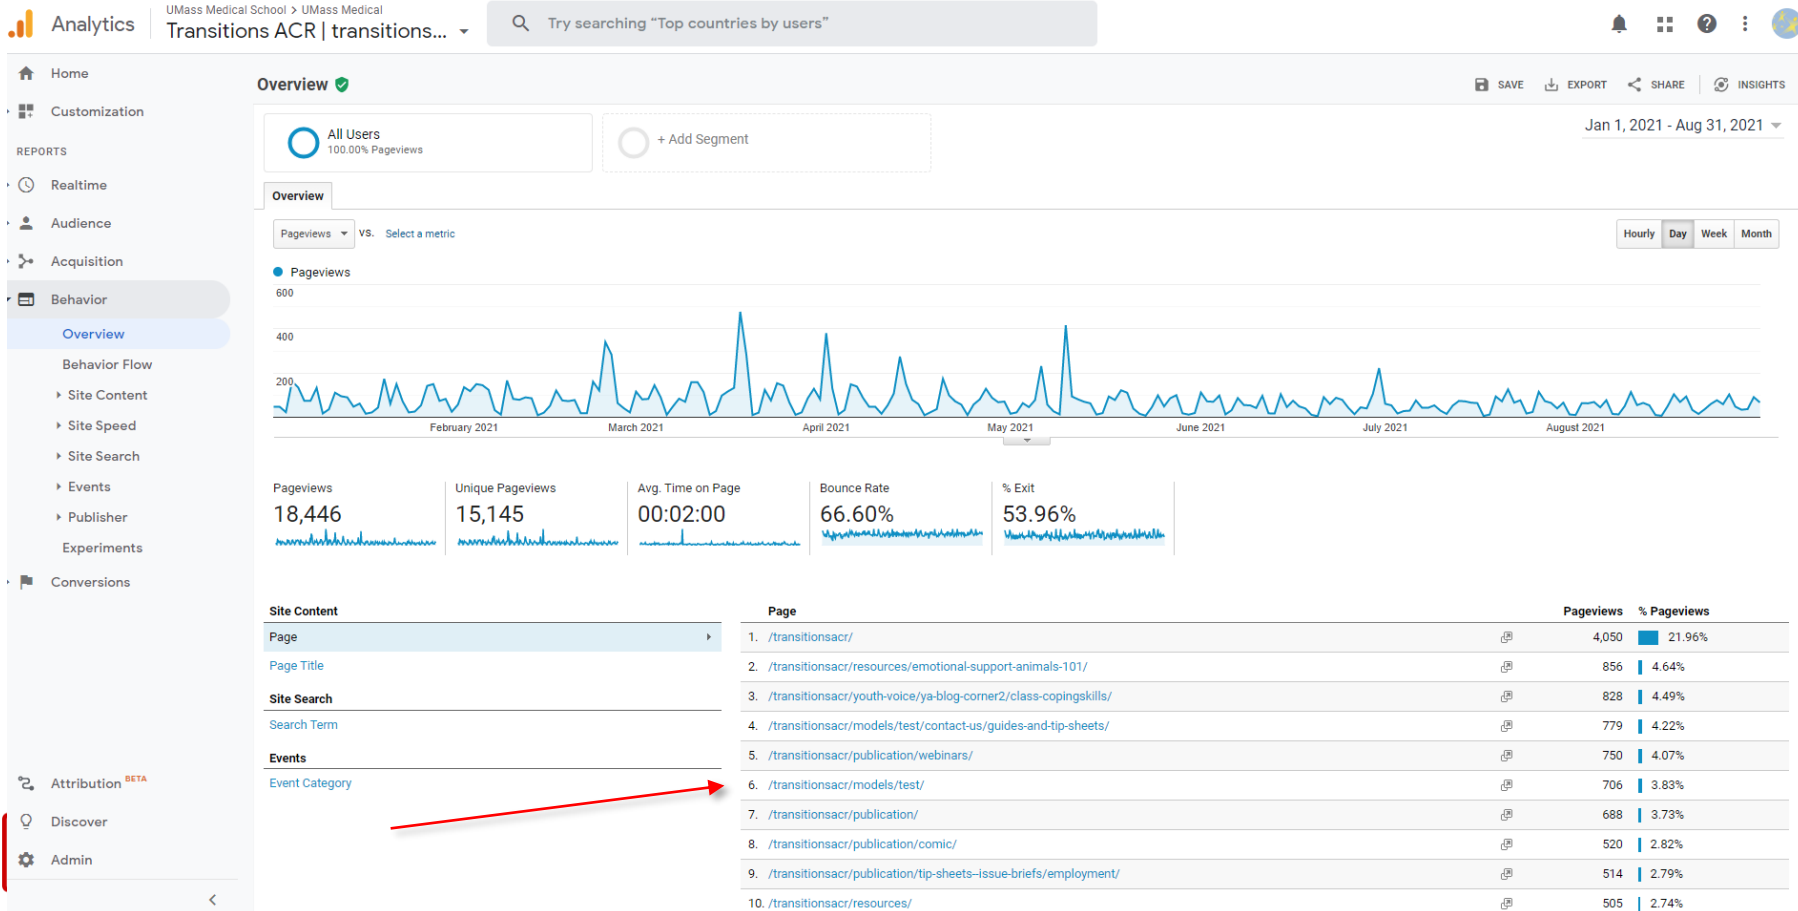 Analytics
UMass Medical School > UMass Medical
Transitions ACR | transitions...
Try searching “Top countries by users”
Home
Customization
REPORTS
Realtime
Audience
Acquisition
Behavior
Overview
Behavior Flow
Site Content
Site Speed
Site Search
Events
Publisher
Experiments
Conversions
Attribution BETA
Discover
Admin
Overview
SAVE EXPORT SHARE INSIGHTS
All Users
100.00% Pageviews
+ Add Segment
Jan 1, 2021 - Aug 31, 2021
Overview
Pageviews VS. Select a metric
Hourly Day Week Month
Pageviews
600
400
200
February 2021 March 2021 April 2021 May 2021 June 2021 July 2021 August 2021
Pageviews
18,446
Unique Pageviews
15,145
Avg. Time on Page
00:02:00
Bounce Rate
66.60%
% Exit
53.96%
Site Content
Page
Page Title
Site Search
Search Term
Events
Event Category
Page Pageviews % Pageviews
1. /transitionsacr/ 4,050 21.96%
2. /transitionsacr/resources/emotional-support-animals-101/ 856 4.64%
3. /transitionsacr/youth-voice/ya-blog-corner2/class-copingskills/ 828 4.49%
4. /transitionsacr/models/test/contact-us/guides-and-tip-sheets/ 779 4.22%
5. /transitionsacr/publication/webinars/ 750 4.07%
6. /transitionsacr/models/test/ 706 3.83%
7. /transitionsacr/publication/ 688 3.73%
8. /transitionsacr/publication/comic/ 520 2.82%
9. /transitionsacr/publication/tip-sheets--issue-briefs/employment/ 514 2.79%
10. /transitionsacr/resources/ 505 2.74%